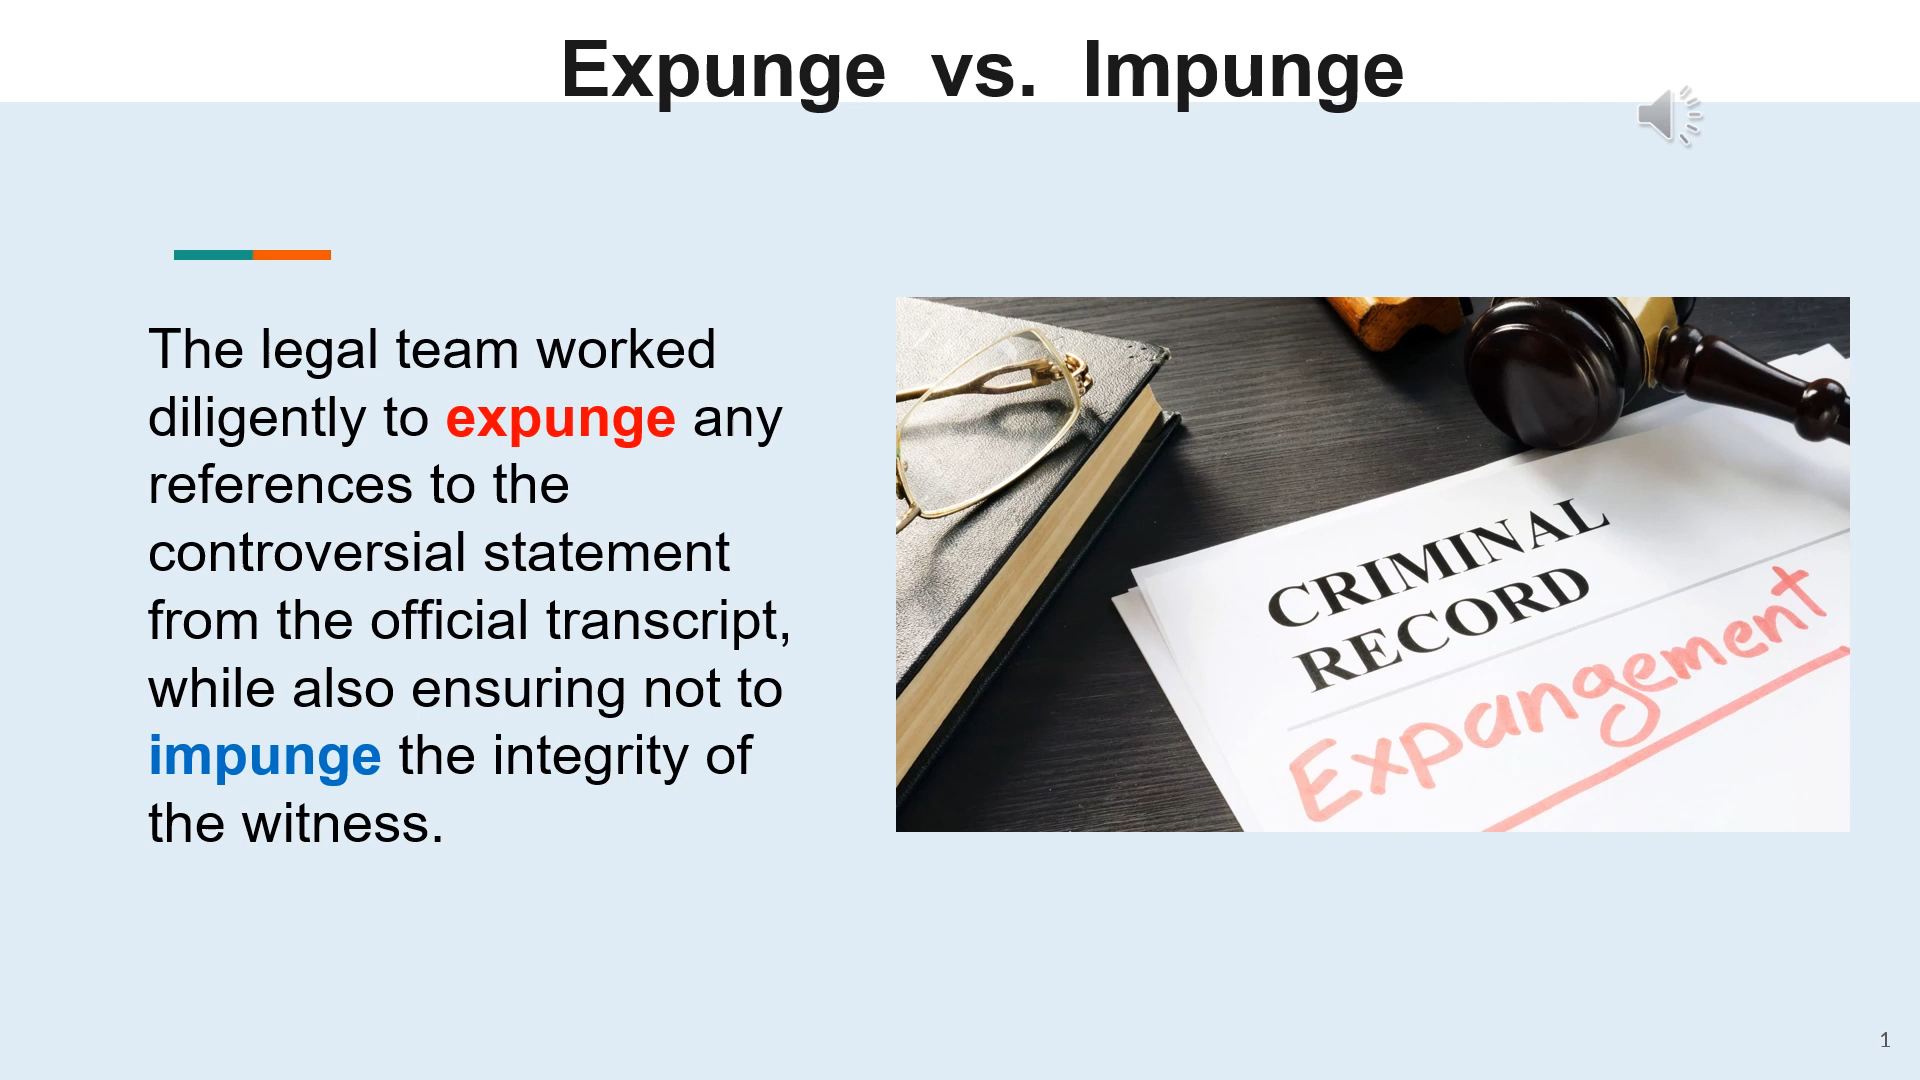 Expunge vs. Impunge
The legal team worked
diligently to expunge any
references to the
controversial statement
from the official transcript,
while also ensuring not to
impunge the integrity of
the witness.
CRIMINAL
RECORD
Expangement
1